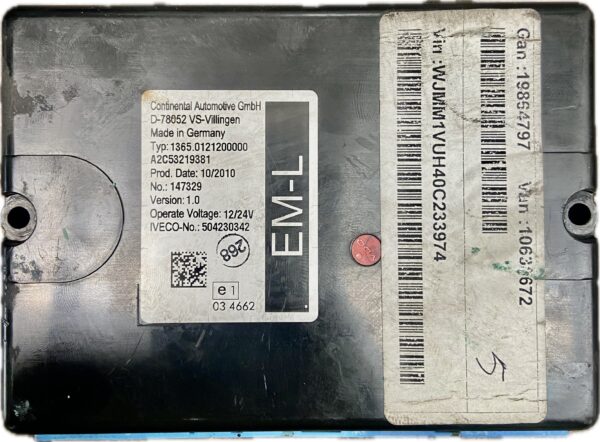 Continental Automotive GmbH
D-78052 VS-Villingen
Made in Germany
Typ: 1365.0121200000
A2C53219381
Prod. Date: 10/2010
No.: 147329
Version: 1.0
Operate Voltage: 12/24V
IVECO-No.: 504230342
268
e1
03 4662
EM-L
Gan :19864797
Vin :WJMM1VUH40C233974
5